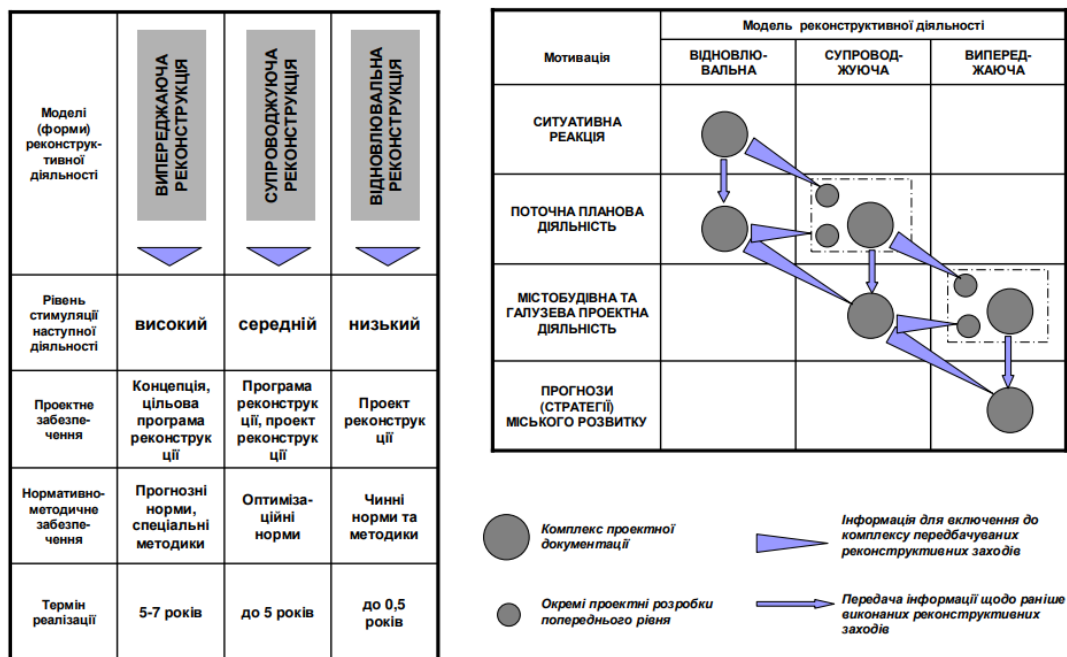 Моделі
(форми)
реконструк-
тивної
діяльності
ВИПЕРЕДЖАЮЧА
РЕКОНСТРУКЦІЯ
СУПРОВОДЖУЮЧА
РЕКОНСТРУКЦІЯ
ВІДНОВЛЮВАЛЬНА
РЕКОНСТРУКЦІЯ
Рівень
стимуляції
наступної
діяльності
високий
середній
низький
Проектне
забезпе-
чення
Концепція,
цільова
програма
реконструк
ції
Програма
реконструк
ції, проект
реконструк
ції
Проект
реконструк
ції
Нормативно-
методичне
забезпе-
чення
Прогнозні
норми,
спеціальні
методики
Оптиміза-
ційні
норми
Чинні
норми та
методики
Термін
реалізації
5-7 років
до 5 років
до 0,5
років
Мотивація
Модель реконструктивної діяльності
ВІДНОВЛЮ-
ВАЛЬНА
СУПРОВОД-
ЖУЮЧА
ВИПЕРЕД-
ЖАЮЧА
СИТУАТИВНА
РЕАКЦІЯ
ПОТОЧНА ПЛАНОВА
ДІЯЛЬНІСТЬ
МІСТОБУДІВНА ТА
ГАЛУЗЕВА ПРОЕКТНА
ДІЯЛЬНІСТЬ
ПРОГНОЗИ
(СТРАТЕГІЇ)
МІСЬКОГО РОЗВИТКУ
Комплекс проектної
документації
Інформація для включення до
комплексу передбачуваних
реконструктивних заходів
Окремі проектні розробки
попереднього рівня
Передача інформації щодо раніше
виконаних реконструктивних
заходів